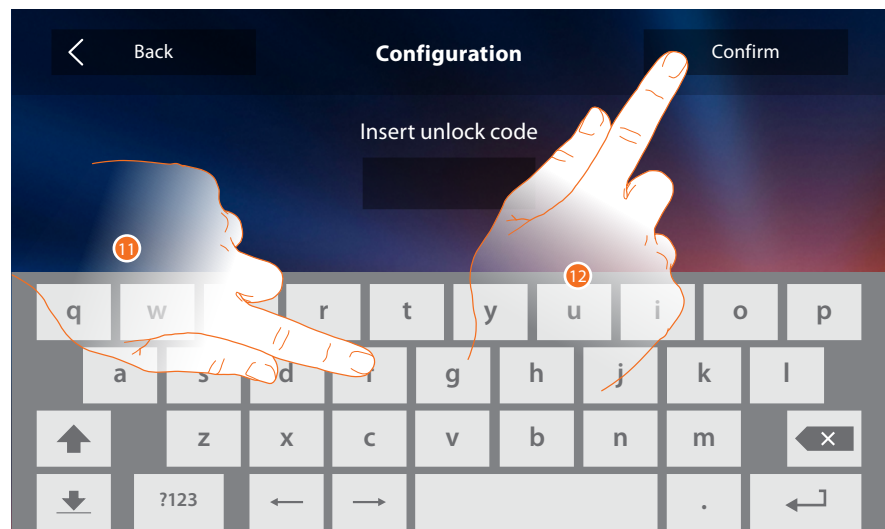 Back Configuration Confirm
Insert unlock code
11
12
q w r t y u i o p
a s d f g h j k l
z x c v b n m
?123 .